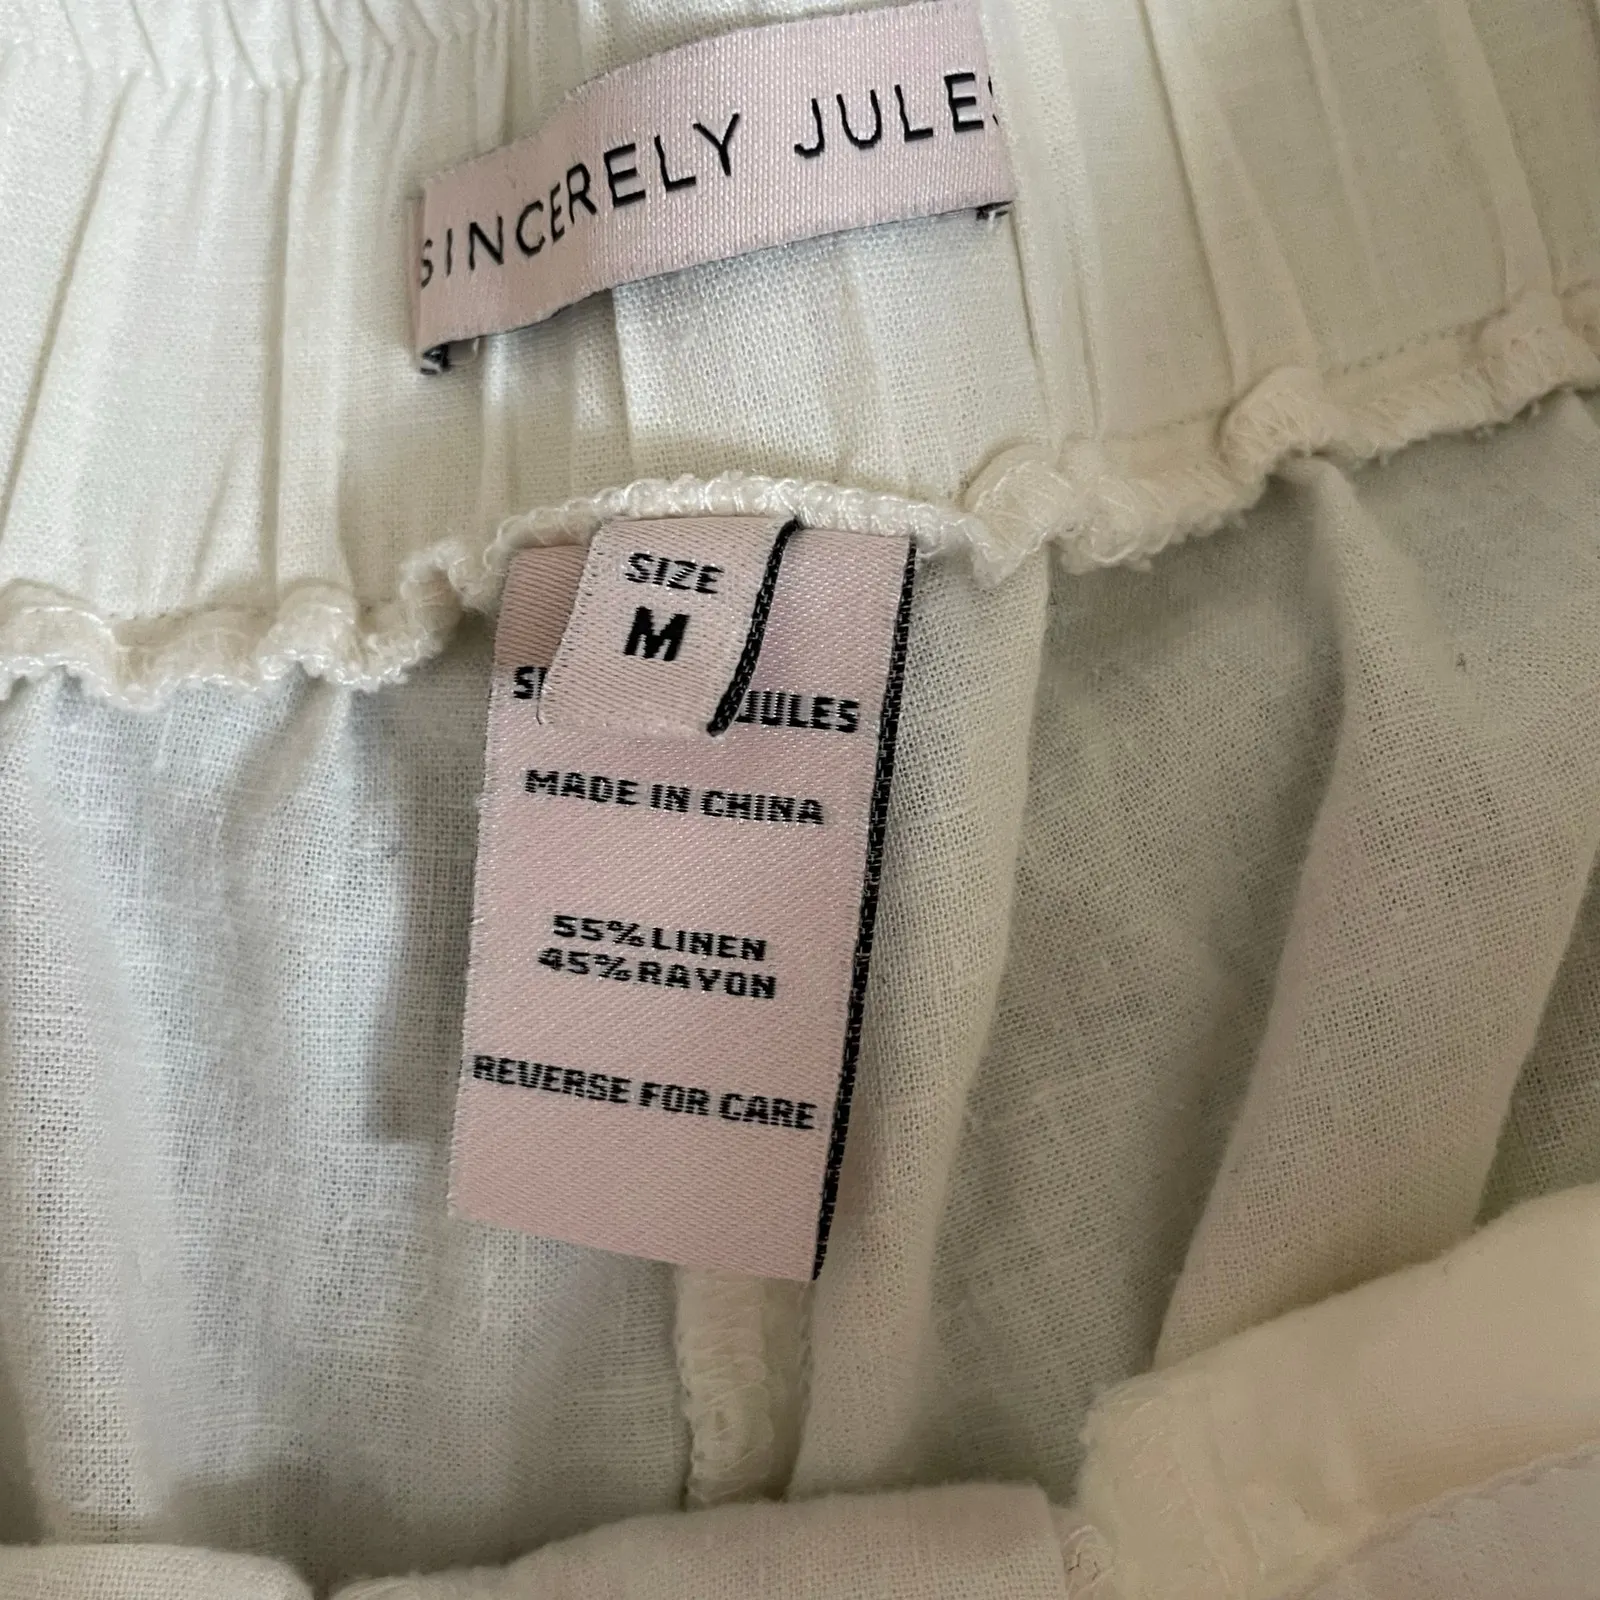 SINCERELY JULES
SIZE
M
JULES
MADE IN CHINA
55% LINEN
45% RAYON
REVERSE FOR CARE